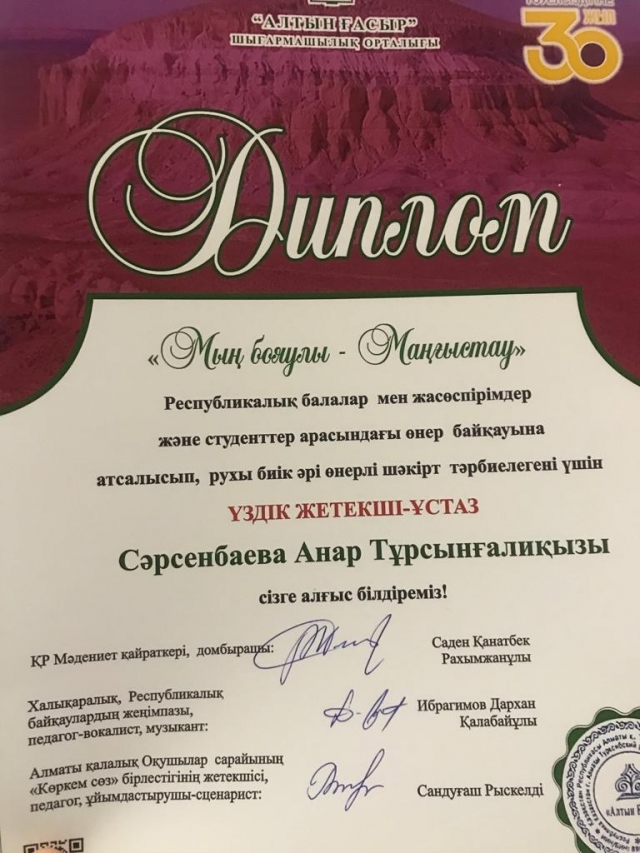 "АЛТЫН ҒАСЫР"
ШЫҒАРМАШЫЛЫҚ ОРТАЛЫҒЫ
30 ЖЫЛ
Диплом
«Мың бояулы - Маңғыстау»
Республикалық балалар мен жасөспірімдер
және студенттер арасындағы өнер байқауына
атсалысып, рухы биік әрі өнерлі шәкірт тәрбиелегені үшін
ҮЗДІК ЖЕТЕКШІ-ҰСТАЗ
Сәрсенбаева Анар Тұрсынғалиқызы
сізге алғыс білдіреміз!
ҚР Мәдениет қайраткері, домбырашы:
Саден Қанатбек
Рахымжанұлы
Халықаралық, Республикалық
байқаулардың жеңімпазы,
педагог-вокалист, музыкант:
Ибрагимов Дархан
Қалабайұлы
Алматы қалалық Оқушылар сарайының
«Көркем сөз» бірлестігінің жетекшісі,
педагог, ұйымдастырушы-сценарист:
Сандуғаш Рыскелді